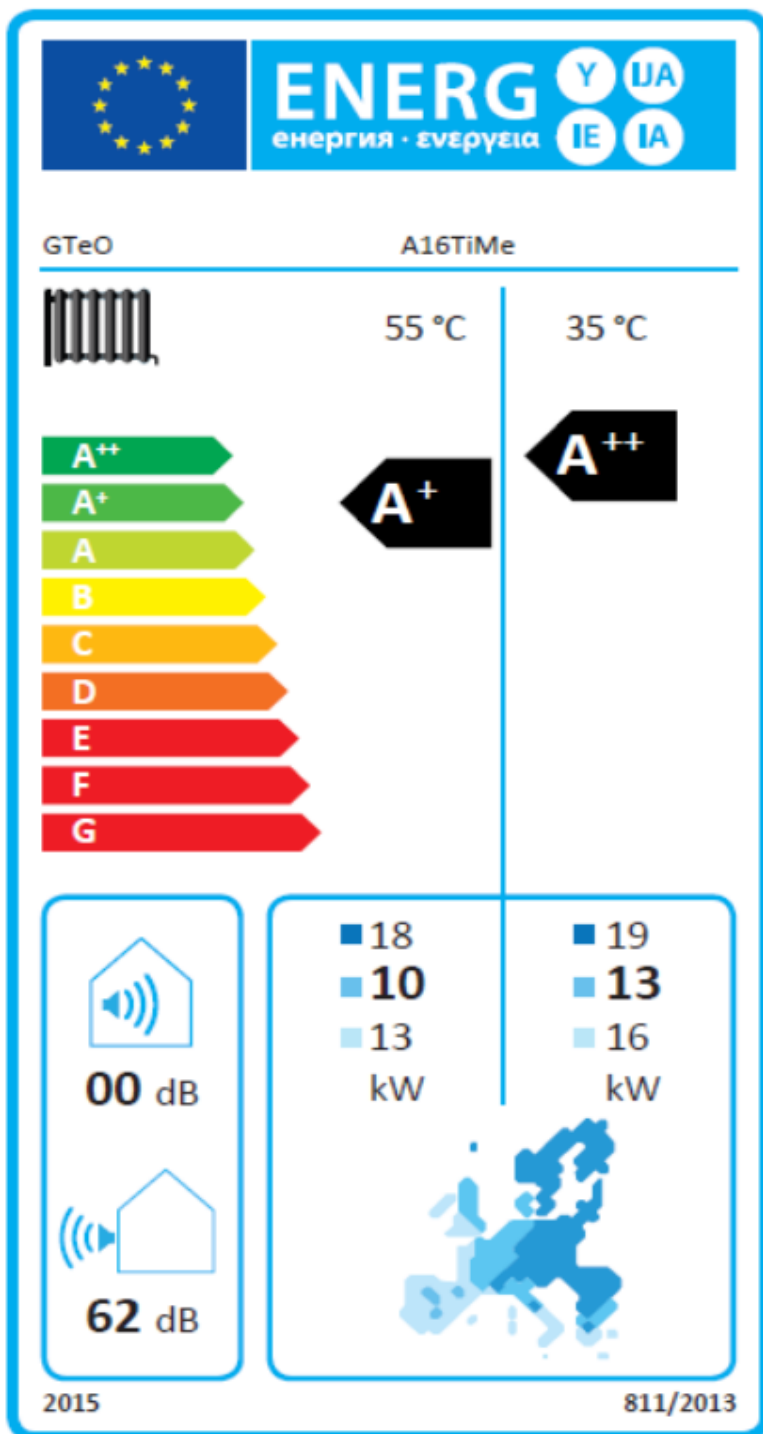 ENERG Y IJA
енергия · ενεργεια IE IA
GTeO A16TiMe
55 °C 35 °C
A++
A+
A
B
C
D
E
F
G
A+
A++
00 dB
62 dB
18 19
10 13
13 16
kW kW
2015 811/2013